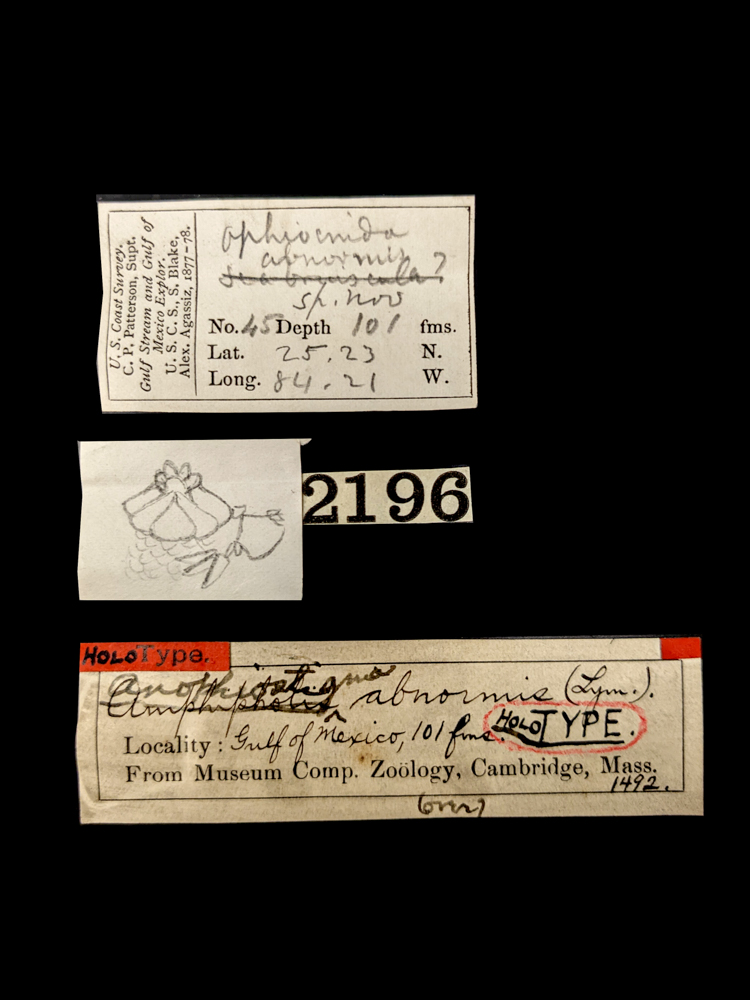 U. S. Coast Survey.
C. P. Patterson, Supt.
Gulf Stream and Gulf of
Mexico Explor.
U. S. C. S., S. Blake,
Alex. Agassiz, 1877-78.
Ophiocnida
abnormis
scabriuscula?
sp. nov
No. 45 Depth 101 fms.
Lat. 25.23 N.
Long. 84.21 W.
2196
HOLOType.
Amphipholis abnormis (Lym.).
HOLOTYPE.
Locality: Gulf of Mexico, 101 fms.
From Museum Comp. Zoölogy, Cambridge, Mass.
1492.
(over)